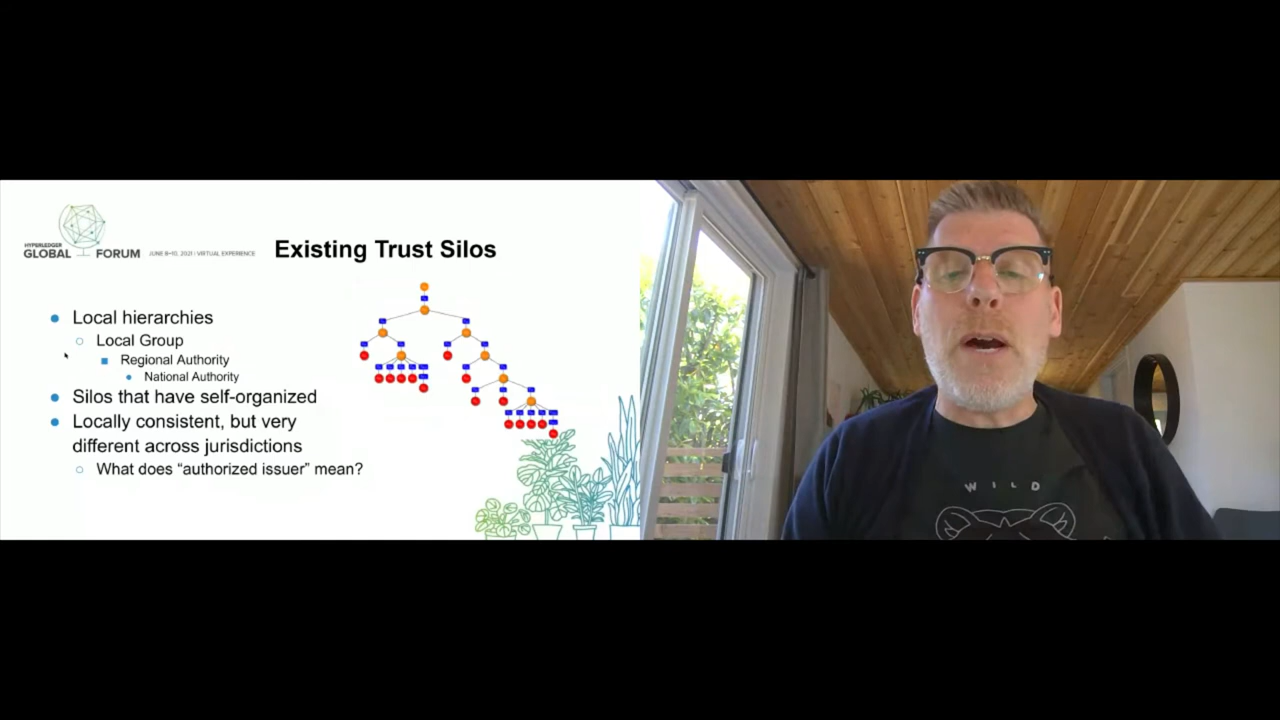 HYPERLEDGER
GLOBAL FORUM JUNE 8-10, 2021 | VIRTUAL EXPERIENCE
Existing Trust Silos
Local hierarchies
Local Group
Regional Authority
National Authority
Silos that have self-organized
Locally consistent, but very
different across jurisdictions
What does “authorized issuer” mean?
WILD